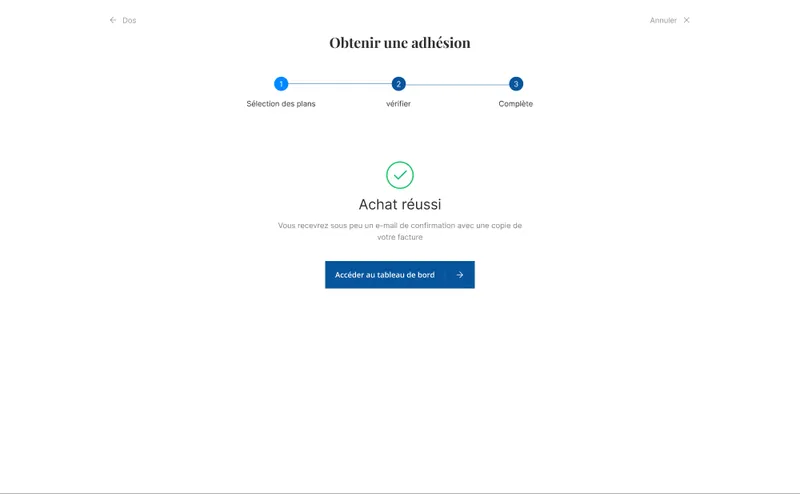 Dos
Annuler
Obtenir une adhésion
1
2
3
Sélection des plans
vérifier
Complète
Achat réussi
Vous recevrez sous peu un e-mail de confirmation avec une copie de
votre facture
Accéder au tableau de bord